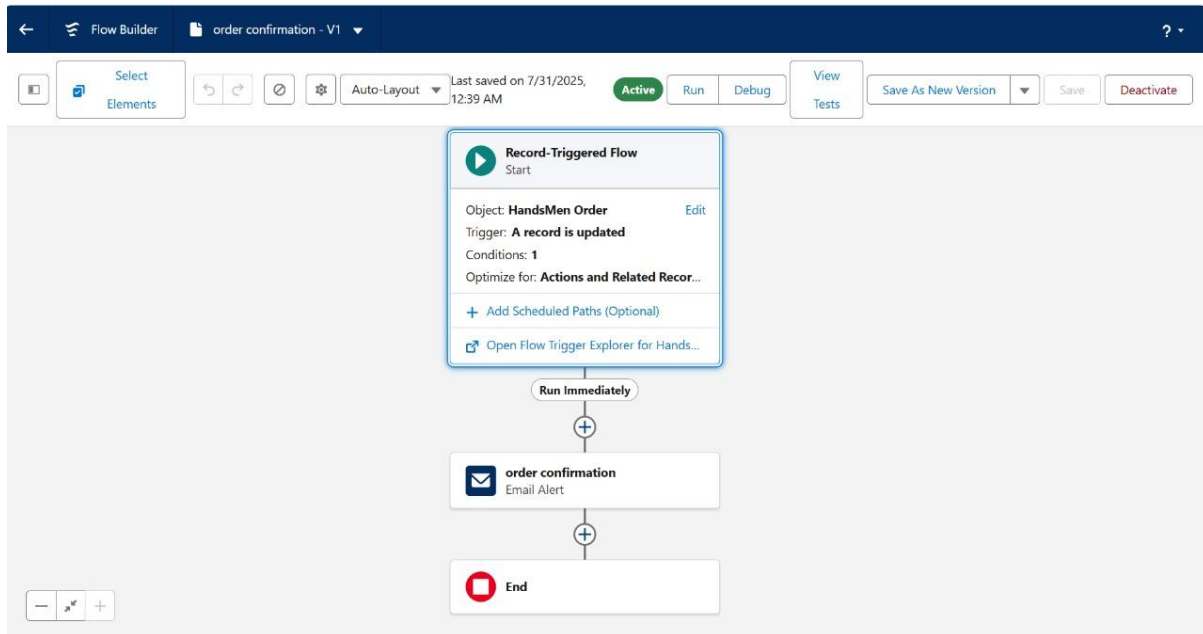 Flow Builder
order confirmation - V1
?
Select
Elements
Auto-Layout
Last saved on 7/31/2025,
12:39 AM
Active
Run
Debug
View
Tests
Save As New Version
Save
Deactivate
Record-Triggered Flow
Start
Object: HandsMen Order
Edit
Trigger: A record is updated
Conditions: 1
Optimize for: Actions and Related Recor...
+ Add Scheduled Paths (Optional)
Open Flow Trigger Explorer for Hands...
Run Immediately
order confirmation
Email Alert
End